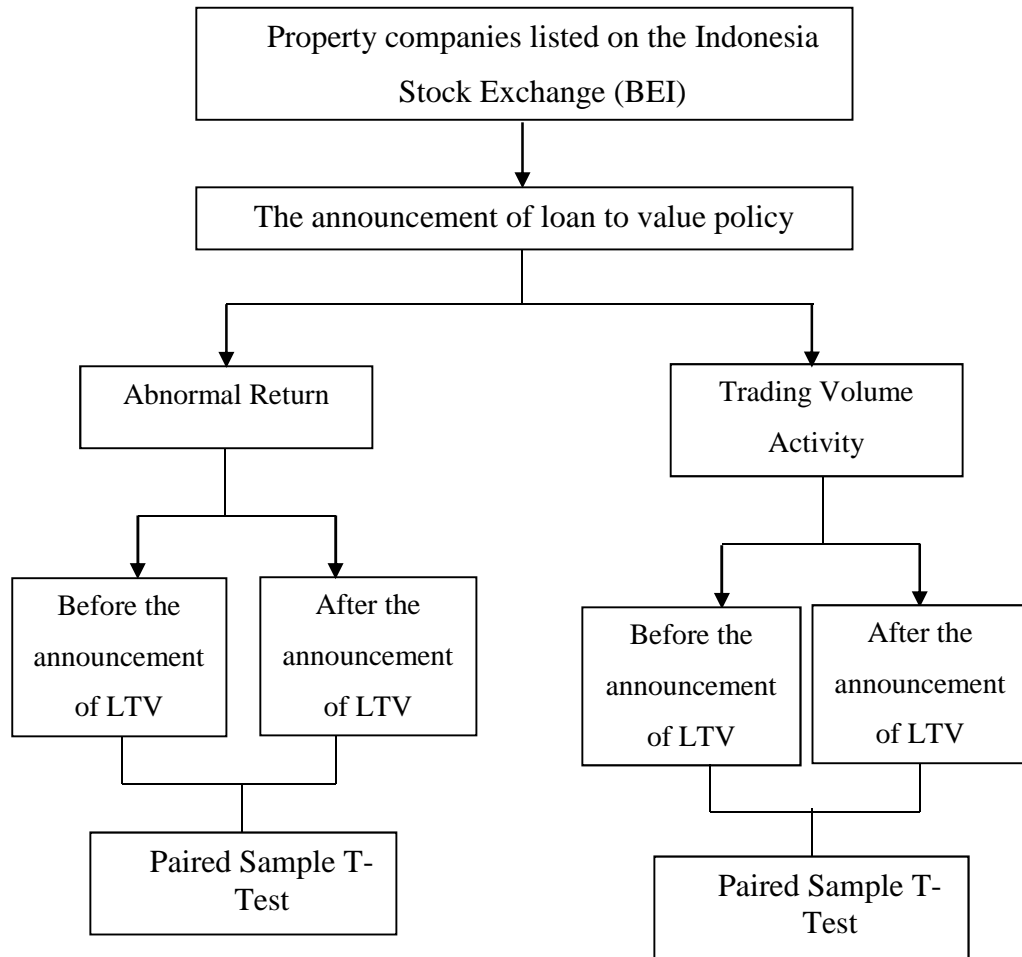 Property companies listed on the Indonesia
Stock Exchange (BEI)
The announcement of loan to value policy
Abnormal Return
Trading Volume
Activity
Before the
announcement
of LTV
After the
announcement
of LTV
Before the
announcement
of LTV
After the
announcement
of LTV
Paired Sample T-
Test
Paired Sample T-
Test